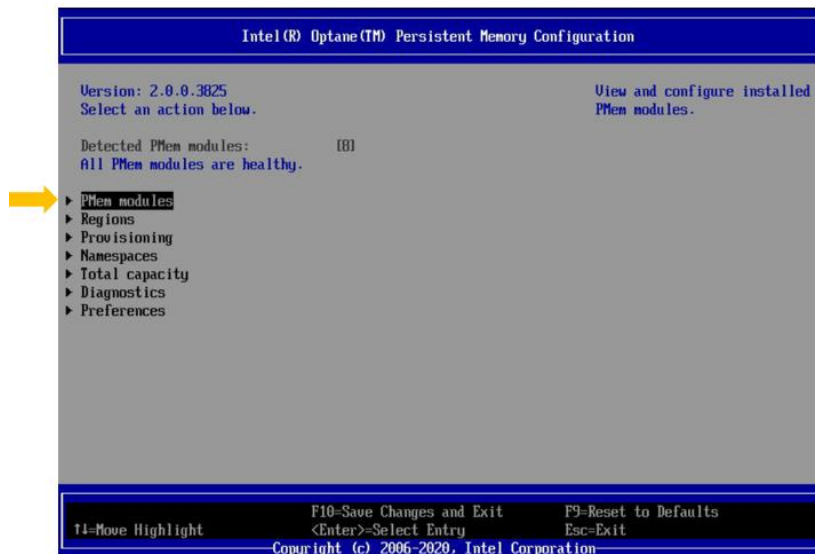 Intel(R) Optane(TM) Persistent Memory Configuration
Version: 2.0.0.3825
Select an action below.
View and configure installed
PMem modules.
Detected PMem modules: [8]
All PMem modules are healthy.
PMem modules
Regions
Provisioning
Namespaces
Total capacity
Diagnostics
Preferences
F10=Save Changes and Exit F9=Reset to Defaults
↑↓=Move Highlight <Enter>=Select Entry Esc=Exit
Copyright (c) 2006-2020, Intel Corporation